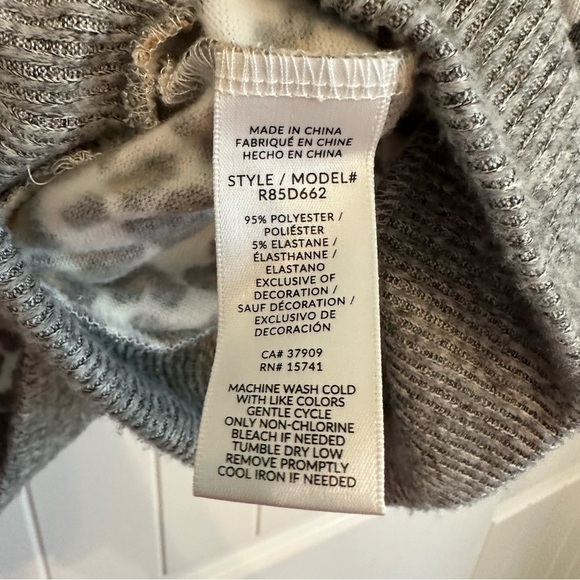 MADE IN CHINA
FABRIQUÉ EN CHINE
HECHO EN CHINA
STYLE / MODEL#
R85D662
95% POLYESTER /
POLIÉSTER
5% ELASTANE /
ÉLASTHANNE /
ELASTANO
EXCLUSIVE OF
DECORATION /
SAUF DÉCORATION /
EXCLUSIVO DE
DECORACIÓN
CA# 37909
RN# 15741
MACHINE WASH COLD
WITH LIKE COLORS
GENTLE CYCLE
ONLY NON-CHLORINE
BLEACH IF NEEDED
TUMBLE DRY LOW
REMOVE PROMPTLY
COOL IRON IF NEEDED